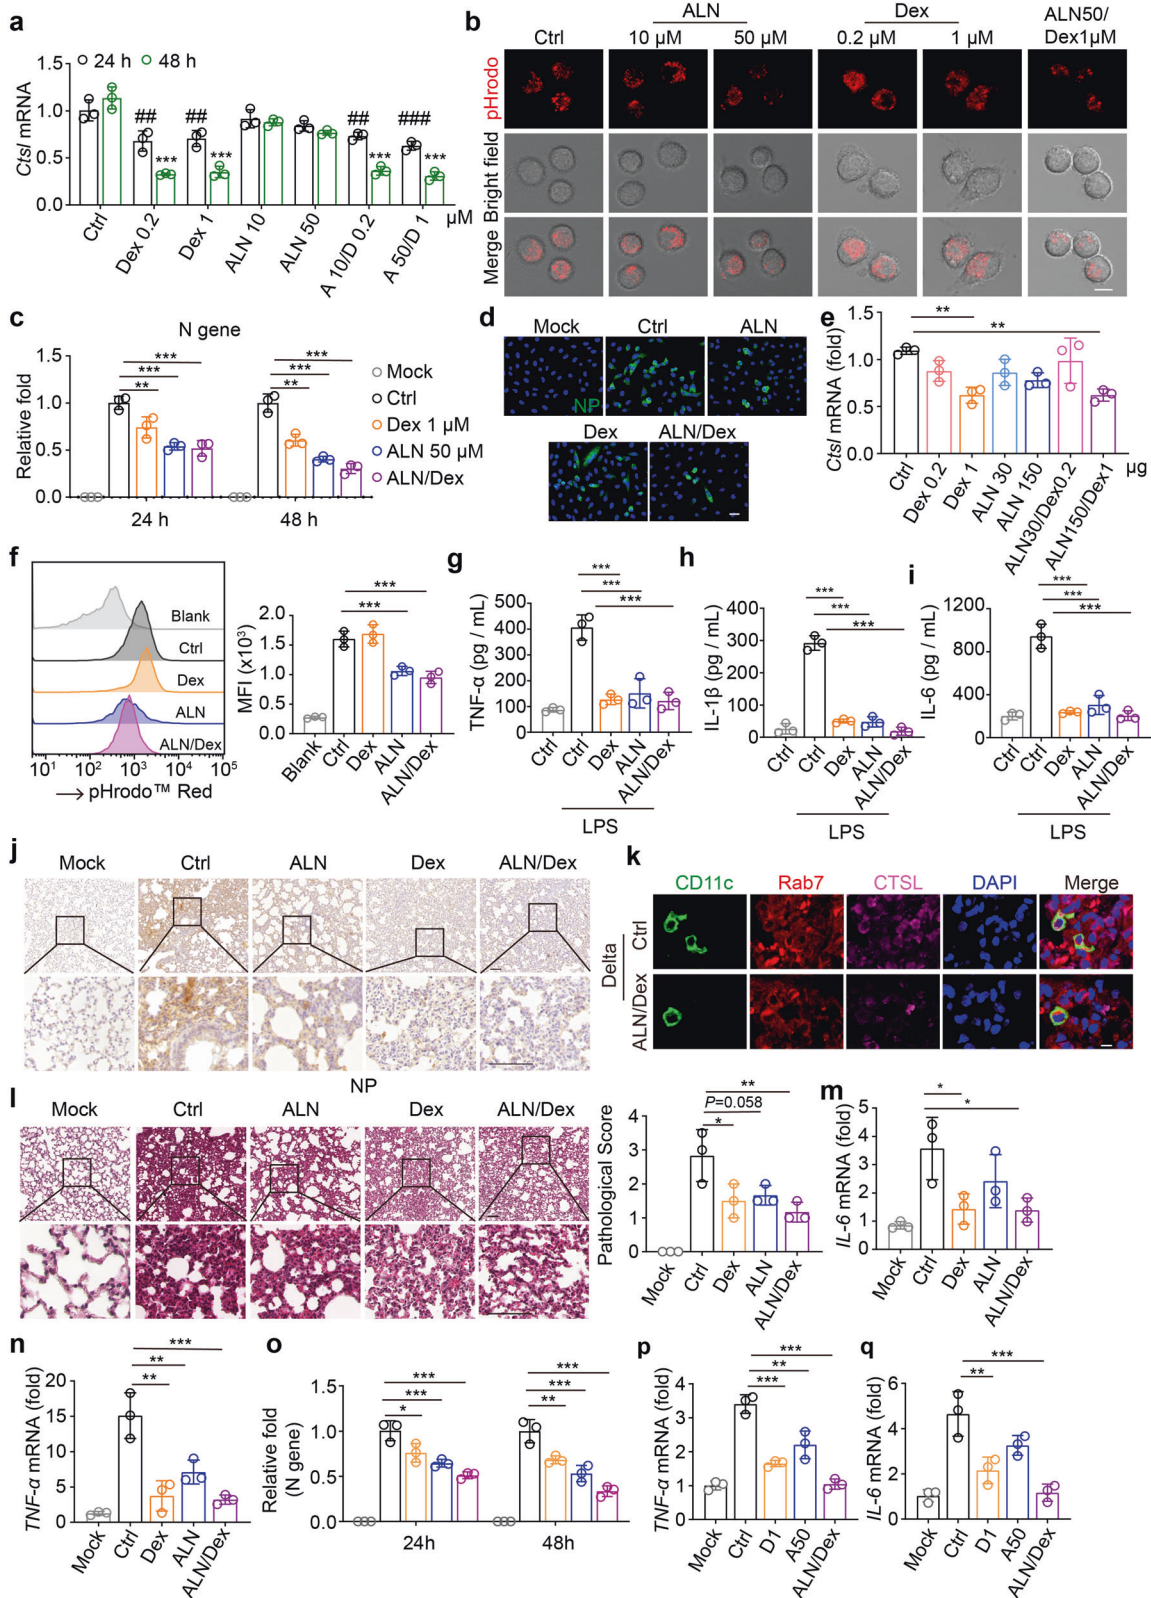 a
24 h 48 h
Ctsl mRNA
1.5
1.0
0.5
0.0
## ## ## ###
*** *** *** ***
μM
Ctrl
Dex 0.2
Dex 1
ALN 10
ALN 50
A 10/D 0.2
A 50/D 1
b
ALN Dex ALN50/
Ctrl 10 μM 50 μM 0.2 μM 1 μM Dex1μM
pHrodo
Bright field
Merge
c
N gene
Relative fold
1.5
1.0
0.5
0.0
***
***
**
***
***
**
24 h 48 h
Mock
Ctrl
Dex 1 μM
ALN 50 μM
ALN/Dex
d
Mock Ctrl ALN
NP
Dex ALN/Dex
e
Ctsl mRNA (fold)
1.5
1.0
0.5
0.0
**
**
μg
Ctrl
Dex 0.2
Dex 1
ALN 30
ALN 150
ALN30/Dex0.2
ALN150/Dex1
f
Blank
Ctrl
Dex
ALN
ALN/Dex
10¹ 10² 10³ 10⁴ 10⁵
→ pHrodo™ Red
MFI (x10³)
2.0
1.5
1.0
0.5
0.0
***
***
Blank
Ctrl
Dex
ALN
ALN/Dex
g
TNF-α (pg / mL)
500
400
300
200
100
0
***
***
***
Ctrl
Ctrl
Dex
ALN
ALN/Dex
LPS
h
IL-1β (pg / mL)
400
300
200
100
0
***
***
***
Ctrl
Ctrl
Dex
ALN
ALN/Dex
LPS
i
IL-6 (pg / mL)
1200
800
400
0
***
***
***
Ctrl
Ctrl
Dex
ALN
ALN/Dex
LPS
j
Mock Ctrl ALN Dex ALN/Dex
NP
k
CD11c Rab7 CTSL DAPI Merge
Delta
Ctrl
ALN/Dex
l
Mock Ctrl ALN Dex ALN/Dex
Pathological Score
4
3
2
1
0
**
P=0.058
*
Mock
Ctrl
Dex
ALN
ALN/Dex
m
IL-6 mRNA (fold)
5
4
3
2
1
0
*
*
Mock
Ctrl
Dex
ALN
ALN/Dex
n
TNF-α mRNA (fold)
20
15
10
5
0
***
**
**
Mock
Ctrl
Dex
ALN
ALN/Dex
o
Relative fold
(N gene)
1.5
1.0
0.5
0.0
***
***
*
***
***
**
24h 48h
p
TNF-α mRNA (fold)
4
3
2
1
0
***
**
***
Mock
Ctrl
D1
A50
ALN/Dex
q
IL-6 mRNA (fold)
6
4
2
0
***
**
Mock
Ctrl
D1
A50
ALN/Dex